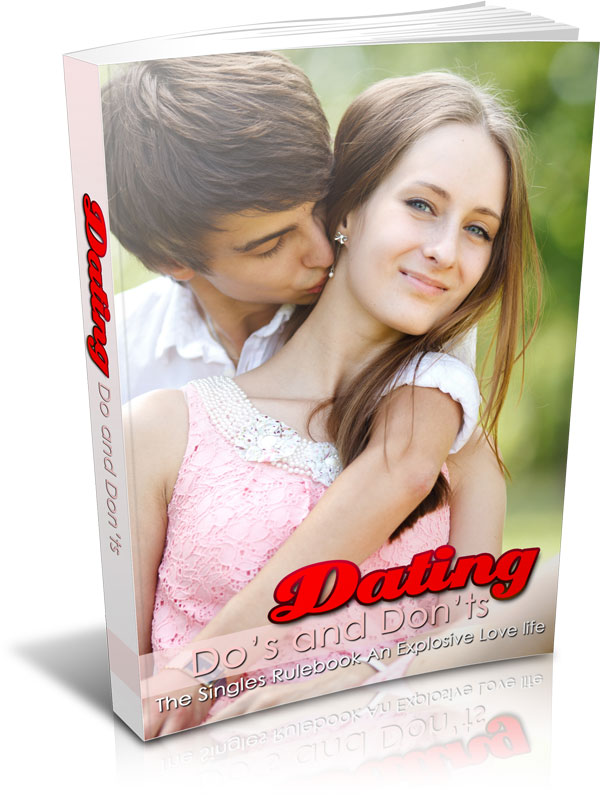 Dating Do and Don'ts
Dating
Do's and Don'ts
The Singles Rulebook An Explosive Love life